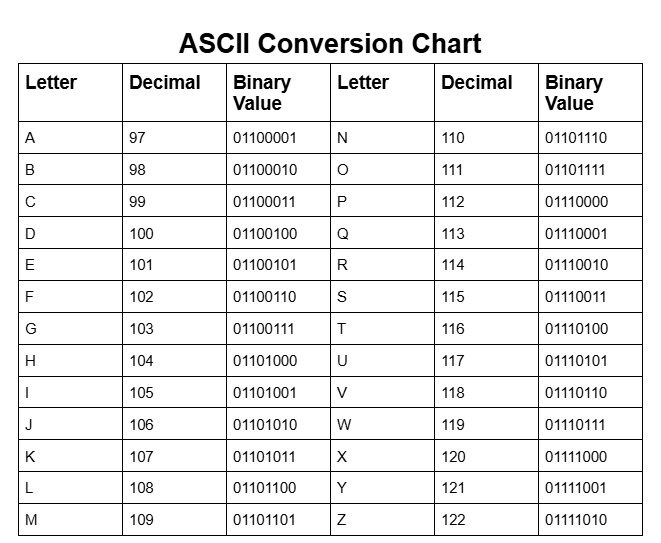 ASCII Conversion Chart
Letter Decimal Binary Value Letter Decimal Binary Value
A 97 01100001 N 110 01101110
B 98 01100010 O 111 01101111
C 99 01100011 P 112 01110000
D 100 01100100 Q 113 01110001
E 101 01100101 R 114 01110010
F 102 01100110 S 115 01110011
G 103 01100111 T 116 01110100
H 104 01101000 U 117 01110101
I 105 01101001 V 118 01110110
J 106 01101010 W 119 01110111
K 107 01101011 X 120 01111000
L 108 01101100 Y 121 01111001
M 109 01101101 Z 122 01111010